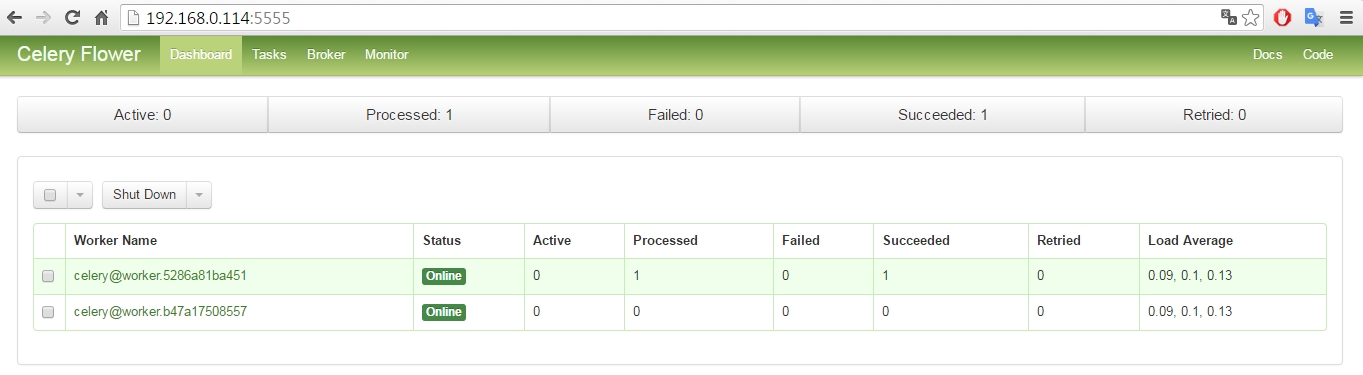 192.168.0.114:5555
Celery Flower Dashboard Tasks Broker Monitor Docs Code
Active: 0 Processed: 1 Failed: 0 Succeeded: 1 Retried: 0
Shut Down
Worker Name Status Active Processed Failed Succeeded Retried Load Average
celery@worker.5286a81ba451 Online 0 1 0 1 0 0.09, 0.1, 0.13
celery@worker.b47a17508557 Online 0 0 0 0 0 0.09, 0.1, 0.13